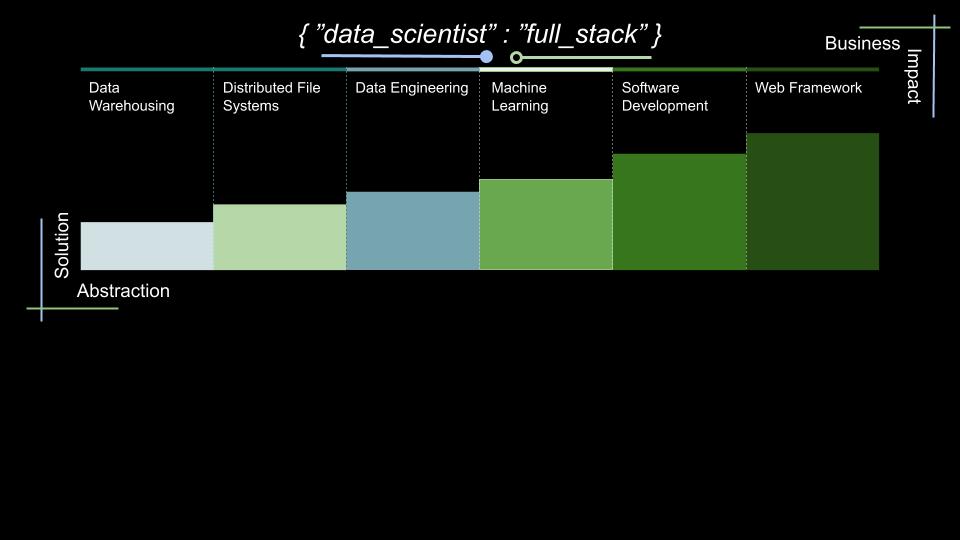 { ”data_scientist” : ”full_stack” }
Business
Impact
Data
Warehousing
Distributed File
Systems
Data Engineering
Machine
Learning
Software
Development
Web Framework
Solution
Abstraction